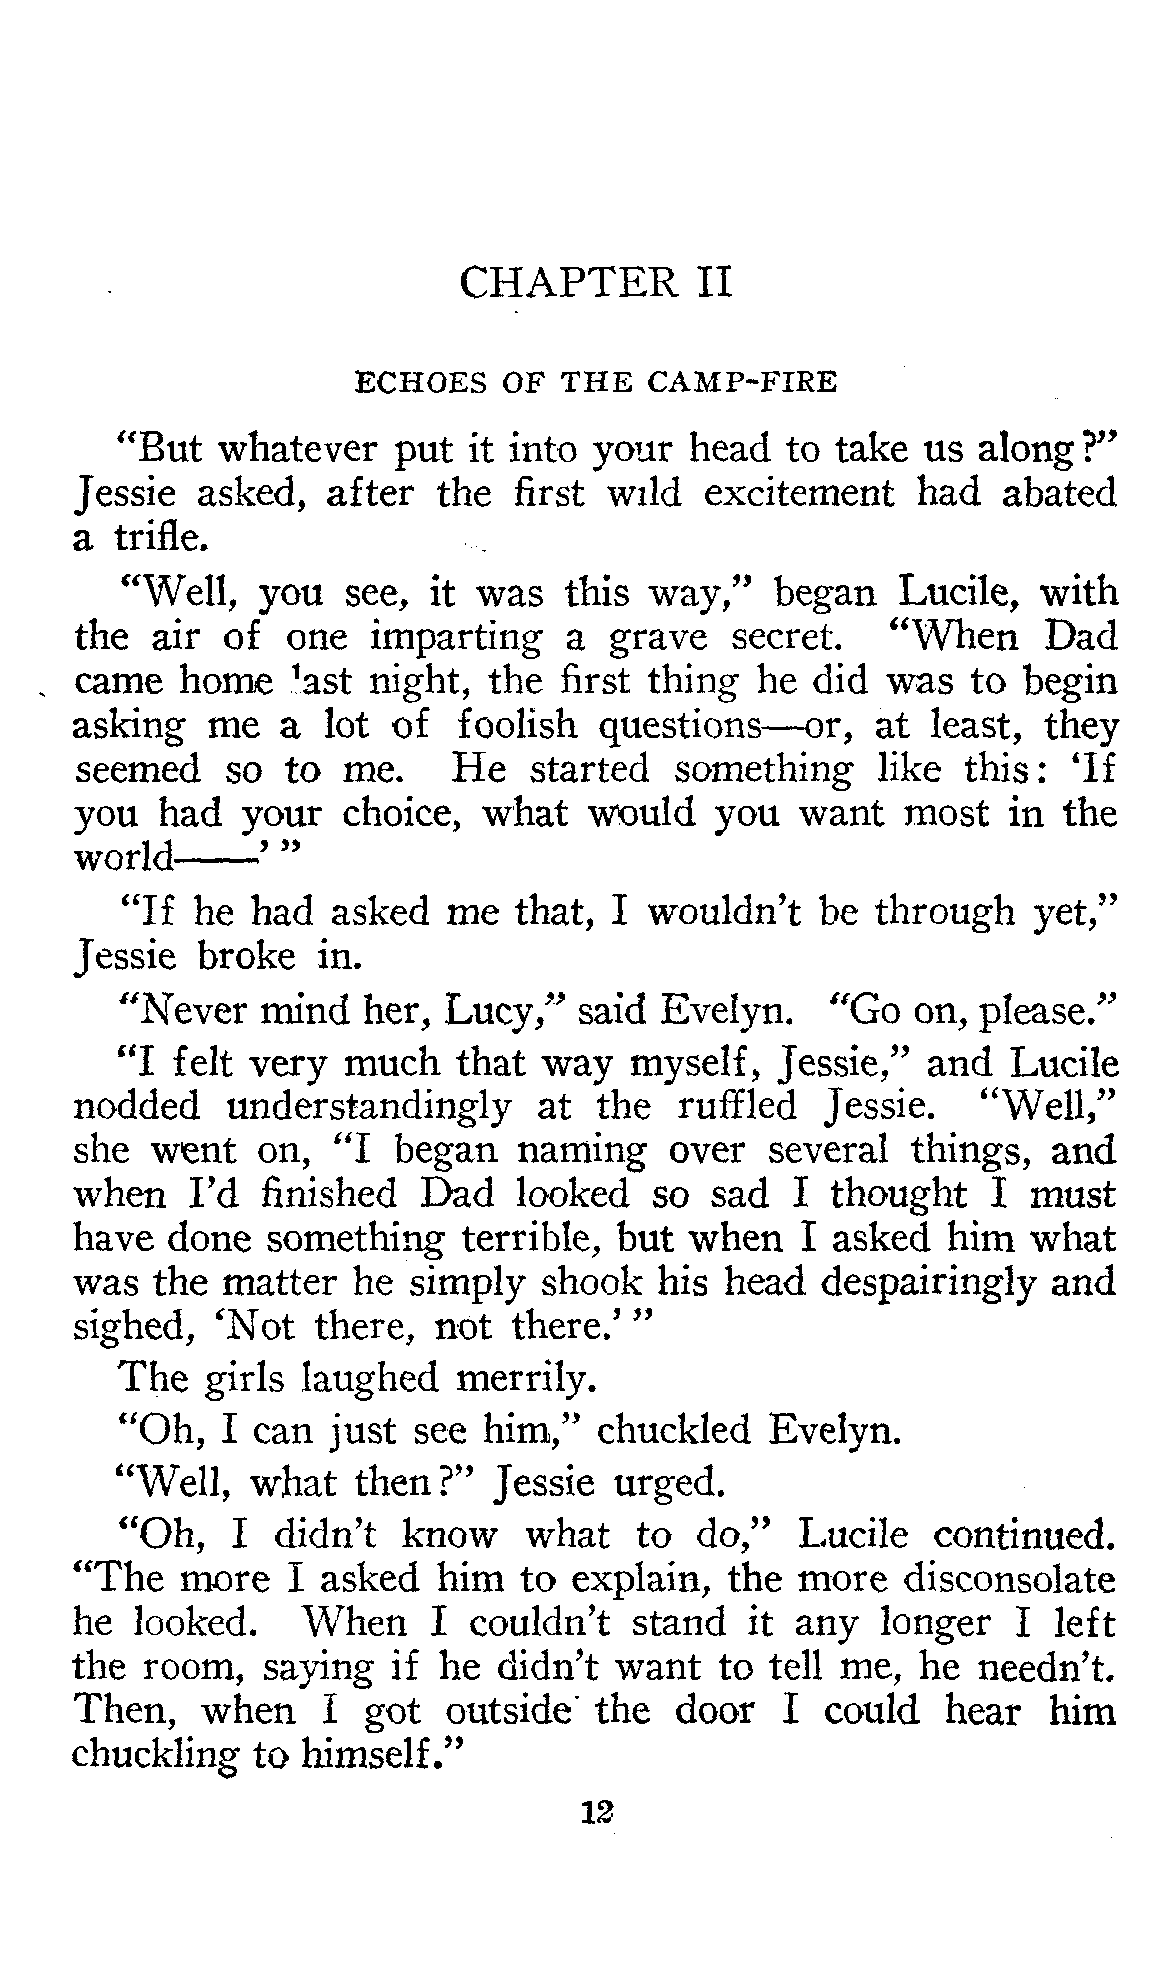 CHAPTER II
ECHOES OF THE CAMP-FIRE
“But whatever put it into your head to take us along?”
Jessie asked, after the first wild excitement had abated
a trifle.
“Well, you see, it was this way,” began Lucile, with
the air of one imparting a grave secret. “When Dad
came home last night, the first thing he did was to begin
asking me a lot of foolish questions—or, at least, they
seemed so to me. He started something like this: ‘If
you had your choice, what would you want most in the
world——’ ”
“If he had asked me that, I wouldn’t be through yet,”
Jessie broke in.
“Never mind her, Lucy,” said Evelyn. “Go on, please.”
“I felt very much that way myself, Jessie,” and Lucile
nodded understandingly at the ruffled Jessie. “Well,”
she went on, “I began naming over several things, and
when I’d finished Dad looked so sad I thought I must
have done something terrible, but when I asked him what
was the matter he simply shook his head despairingly and
sighed, ‘Not there, not there.’ ”
The girls laughed merrily.
“Oh, I can just see him,” chuckled Evelyn.
“Well, what then?” Jessie urged.
“Oh, I didn’t know what to do,” Lucile continued.
“The more I asked him to explain, the more disconsolate
he looked. When I couldn’t stand it any longer I left
the room, saying if he didn’t want to tell me, he needn’t.
Then, when I got outside the door I could hear him
chuckling to himself.”
12